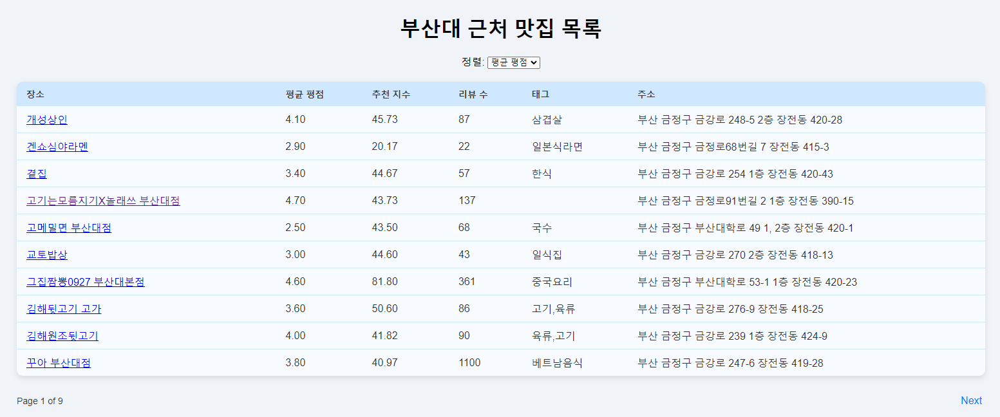 부산대 근처 맛집 목록
정렬: 평균 평점
장소 평균 평점 추천 지수 리뷰 수 태그 주소
개성상인 4.10 45.73 87 삼겹살 부산 금정구 금강로 248-5 2층 장전동 420-28
겐쇼심야라멘 2.90 20.17 22 일본식라면 부산 금정구 금정로68번길 7 장전동 415-3
곁집 3.40 44.67 57 한식 부산 금정구 금강로 254 1층 장전동 420-43
고기는모름지기X놀래쓰 부산대점 4.70 43.73 137 부산 금정구 금정로91번길 2 1층 장전동 390-15
고메밀면 부산대점 2.50 43.50 68 국수 부산 금정구 부산대학로 49 1, 2층 장전동 420-1
교토밥상 3.00 44.60 43 일식집 부산 금정구 금강로 270 2층 장전동 418-13
그집짬뽕0927 부산대본점 4.60 81.80 361 중국요리 부산 금정구 부산대학로 53-1 1층 장전동 420-23
김해뒷고기 고가 3.60 50.60 86 고기,육류 부산 금정구 금강로 276-9 장전동 418-25
김해원조뒷고기 4.00 41.82 90 육류,고기 부산 금정구 금강로 239 1층 장전동 424-9
꾸아 부산대점 3.80 40.97 1100 베트남음식 부산 금정구 금강로 247-6 장전동 419-28
Page 1 of 9 Next